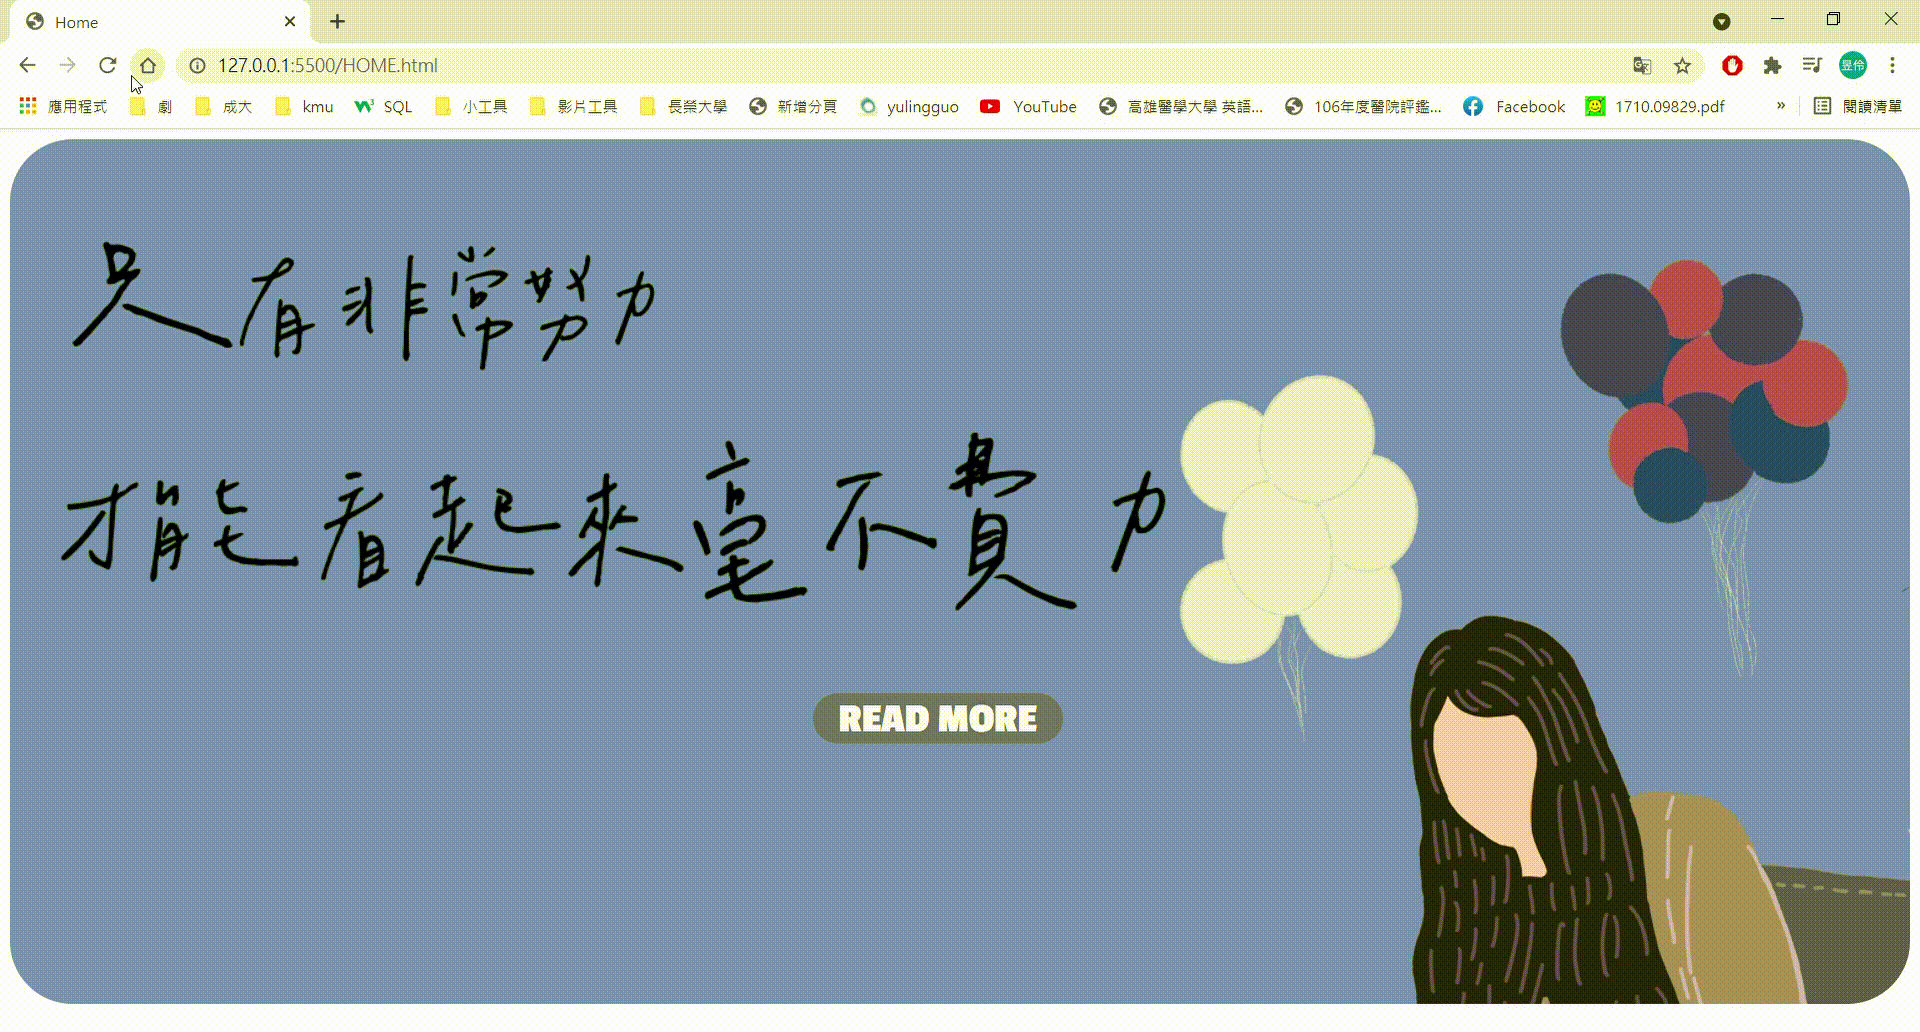 Home
127.0.0.1:5500/HOME.html
昱伶
應用程式 劇 成大 kmu SQL 小工具 影片工具 長榮大學 新增分頁 yulingguo YouTube 高雄醫學大學 英語... 106年度醫院評鑑... Facebook 1710.09829.pdf » 閱讀清單
只有非常努力
才能看起來毫不費力
READ MORE